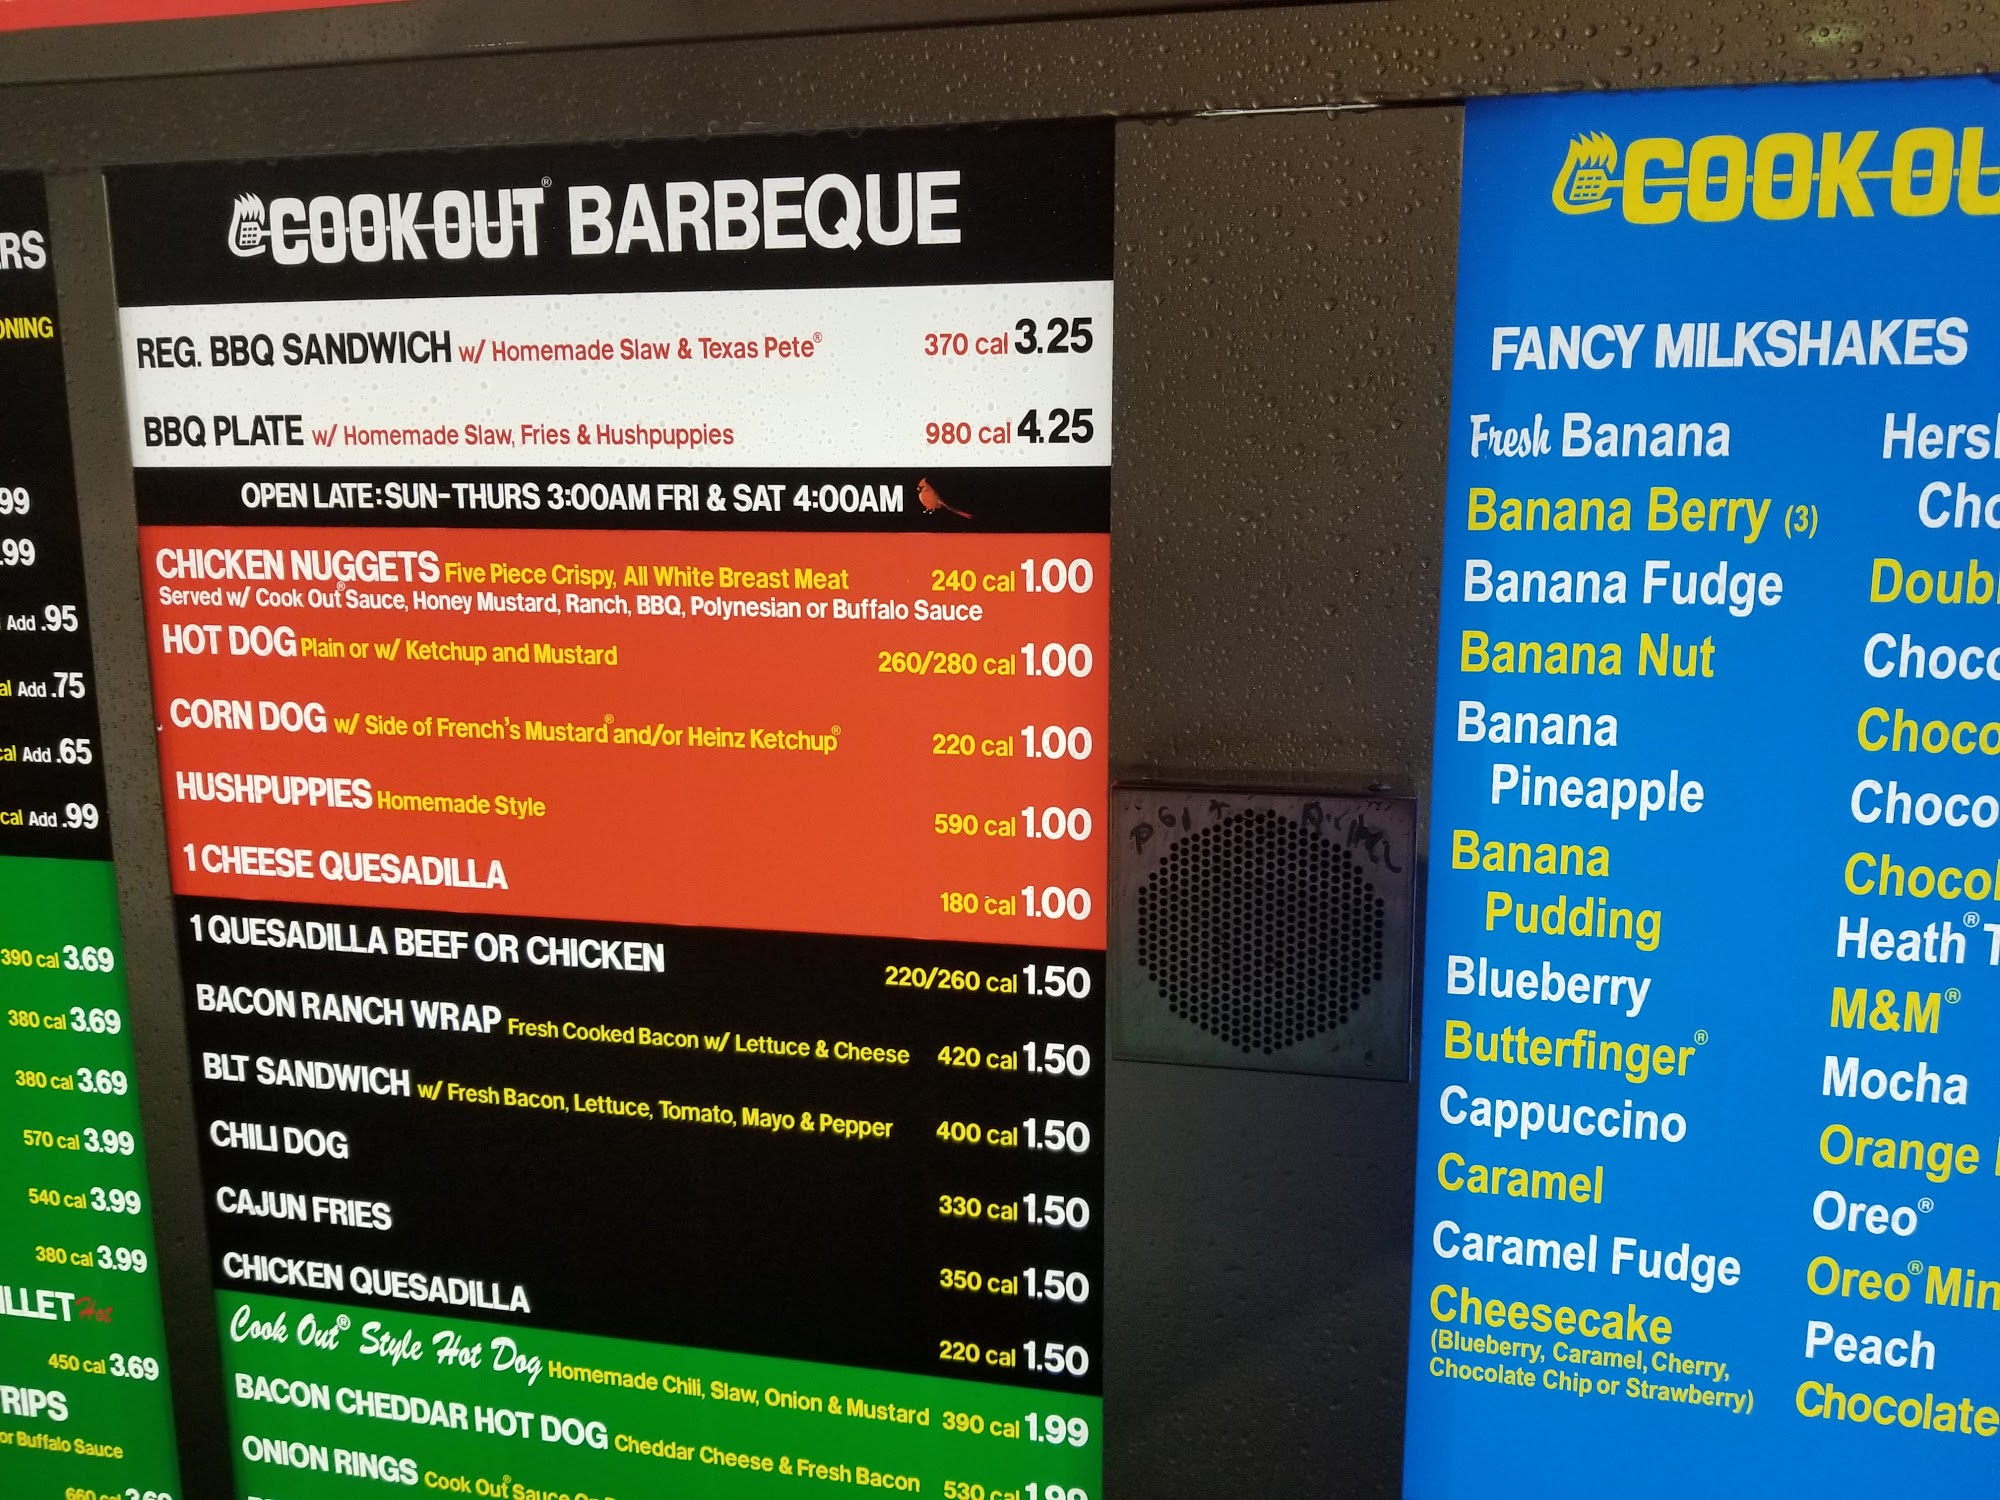 RS
ONING
99
.99
Add .95
al Add .75
cal Add .65
cal Add .99
390 cal 3.69
380 cal 3.69
380 cal 3.69
570 cal 3.99
540 cal 3.99
380 cal 3.99
ILLET Hot
450 cal 3.69
RIPS
or Buffalo Sauce
660 cal 3.69
COOK OUT® BARBEQUE
REG. BBQ SANDWICH w/ Homemade Slaw & Texas Pete® 370 cal 3.25
BBQ PLATE w/ Homemade Slaw, Fries & Hushpuppies 980 cal 4.25
OPEN LATE: SUN-THURS 3:00AM FRI & SAT 4:00AM
CHICKEN NUGGETS Five Piece Crispy, All White Breast Meat 240 cal 1.00
Served w/ Cook Out® Sauce, Honey Mustard, Ranch, BBQ, Polynesian or Buffalo Sauce
HOT DOG Plain or w/ Ketchup and Mustard 260/280 cal 1.00
CORN DOG w/ Side of French's Mustard® and/or Heinz Ketchup® 220 cal 1.00
HUSHPUPPIES Homemade Style 590 cal 1.00
1 CHEESE QUESADILLA 180 cal 1.00
1 QUESADILLA BEEF OR CHICKEN 220/260 cal 1.50
BACON RANCH WRAP Fresh Cooked Bacon w/ Lettuce & Cheese 420 cal 1.50
BLT SANDWICH w/ Fresh Bacon, Lettuce, Tomato, Mayo & Pepper 400 cal 1.50
CHILI DOG 330 cal 1.50
CAJUN FRIES 350 cal 1.50
CHICKEN QUESADILLA 220 cal 1.50
Cook Out® Style Hot Dog Homemade Chili, Slaw, Onion & Mustard 390 cal 1.99
BACON CHEDDAR HOT DOG Cheddar Cheese & Fresh Bacon 530 cal 1.99
ONION RINGS Cook Out® Sauce Or
COOK OU
FANCY MILKSHAKES
Fresh Banana
Banana Berry (3)
Banana Fudge
Banana Nut
Banana
Pineapple
Banana
Pudding
Blueberry
Butterfinger®
Cappuccino
Caramel
Caramel Fudge
Cheesecake
(Blueberry, Caramel, Cherry,
Chocolate Chip or Strawberry)
Hersh
Cho
Doubl
Choco
Choco
Choco
Chocol
Heath® T
M&M®
Mocha
Orange
Oreo®
Oreo® Min
Peach
Chocolate